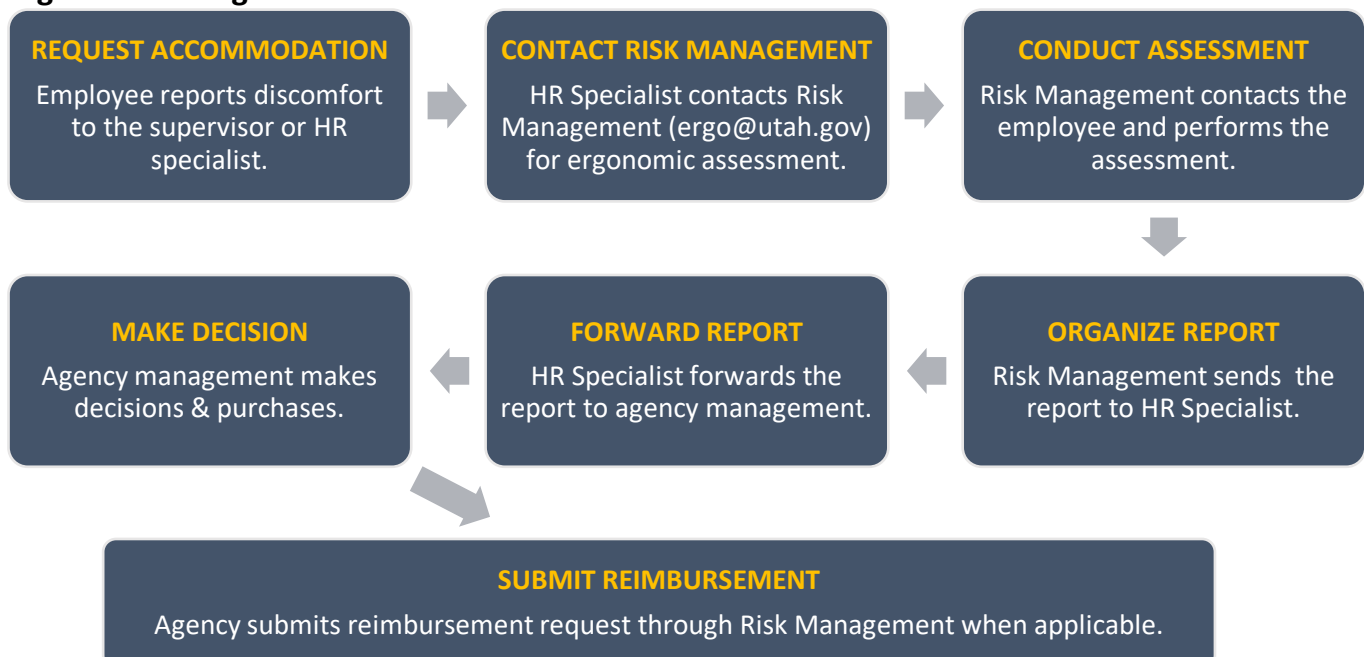 REQUEST ACCOMMODATION
Employee reports discomfort
to the supervisor or HR
specialist.
CONTACT RISK MANAGEMENT
HR Specialist contacts Risk
Management (ergo@utah.gov)
for ergonomic assessment.
CONDUCT ASSESSMENT
Risk Management contacts the
employee and performs the
assessment.
ORGANIZE REPORT
Risk Management sends the
report to HR Specialist.
FORWARD REPORT
HR Specialist forwards the
report to agency management.
MAKE DECISION
Agency management makes
decisions & purchases.
SUBMIT REIMBURSEMENT
Agency submits reimbursement request through Risk Management when applicable.